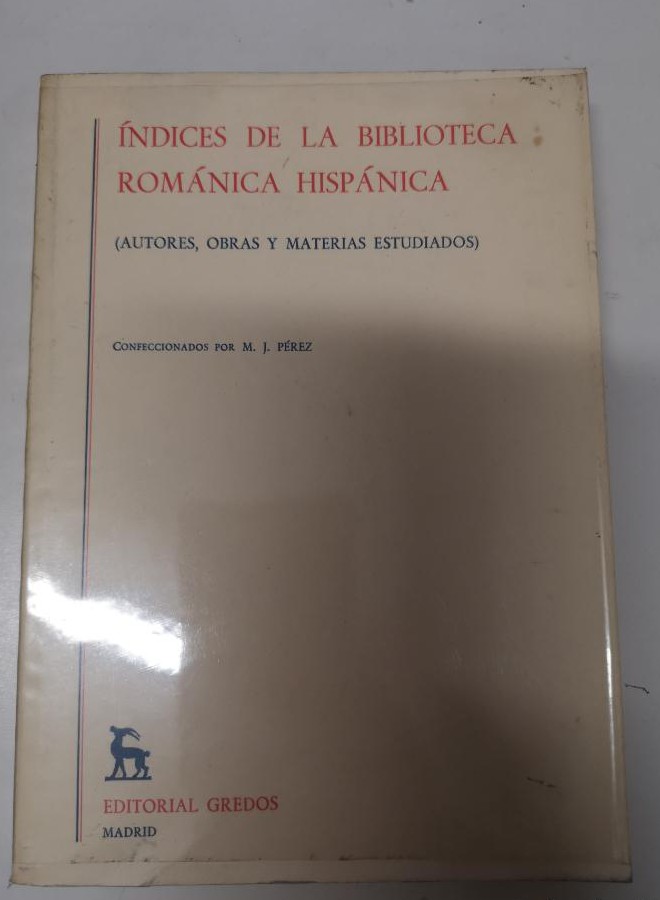 ÍNDICES DE LA BIBLIOTECA
ROMÁNICA HISPÁNICA
(AUTORES, OBRAS Y MATERIAS ESTUDIADOS)
CONFECCIONADOS POR M. J. PÉREZ
EDITORIAL GREDOS
MADRID